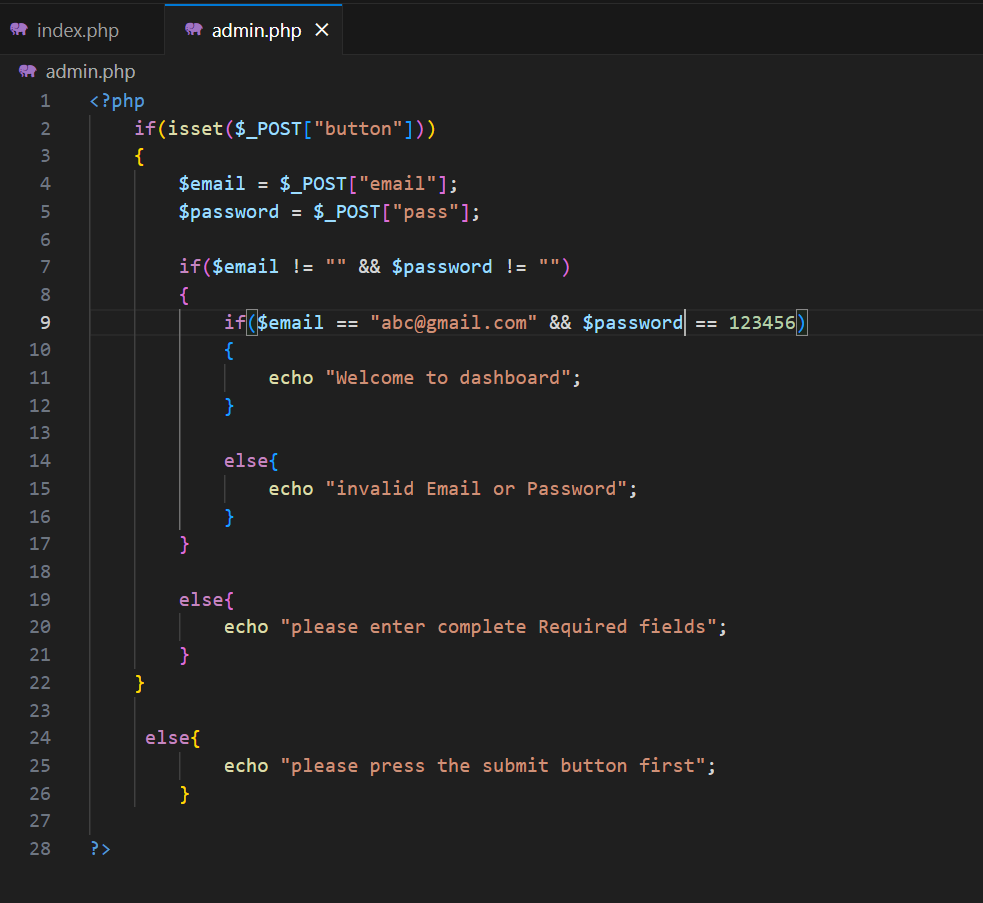 index.php admin.php ×
admin.php
1 <?php
2 if(isset($_POST["button"]))
3 {
4 $email = $_POST["email"];
5 $password = $_POST["pass"];
6
7 if($email != "" && $password != "")
8 {
9 if($email == "abc@gmail.com" && $password == 123456)
10 {
11 echo "Welcome to dashboard";
12 }
13
14 else{
15 echo "invalid Email or Password";
16 }
17 }
18
19 else{
20 echo "please enter complete Required fields";
21 }
22 }
23
24 else{
25 echo "please press the submit button first";
26 }
27
28 ?>